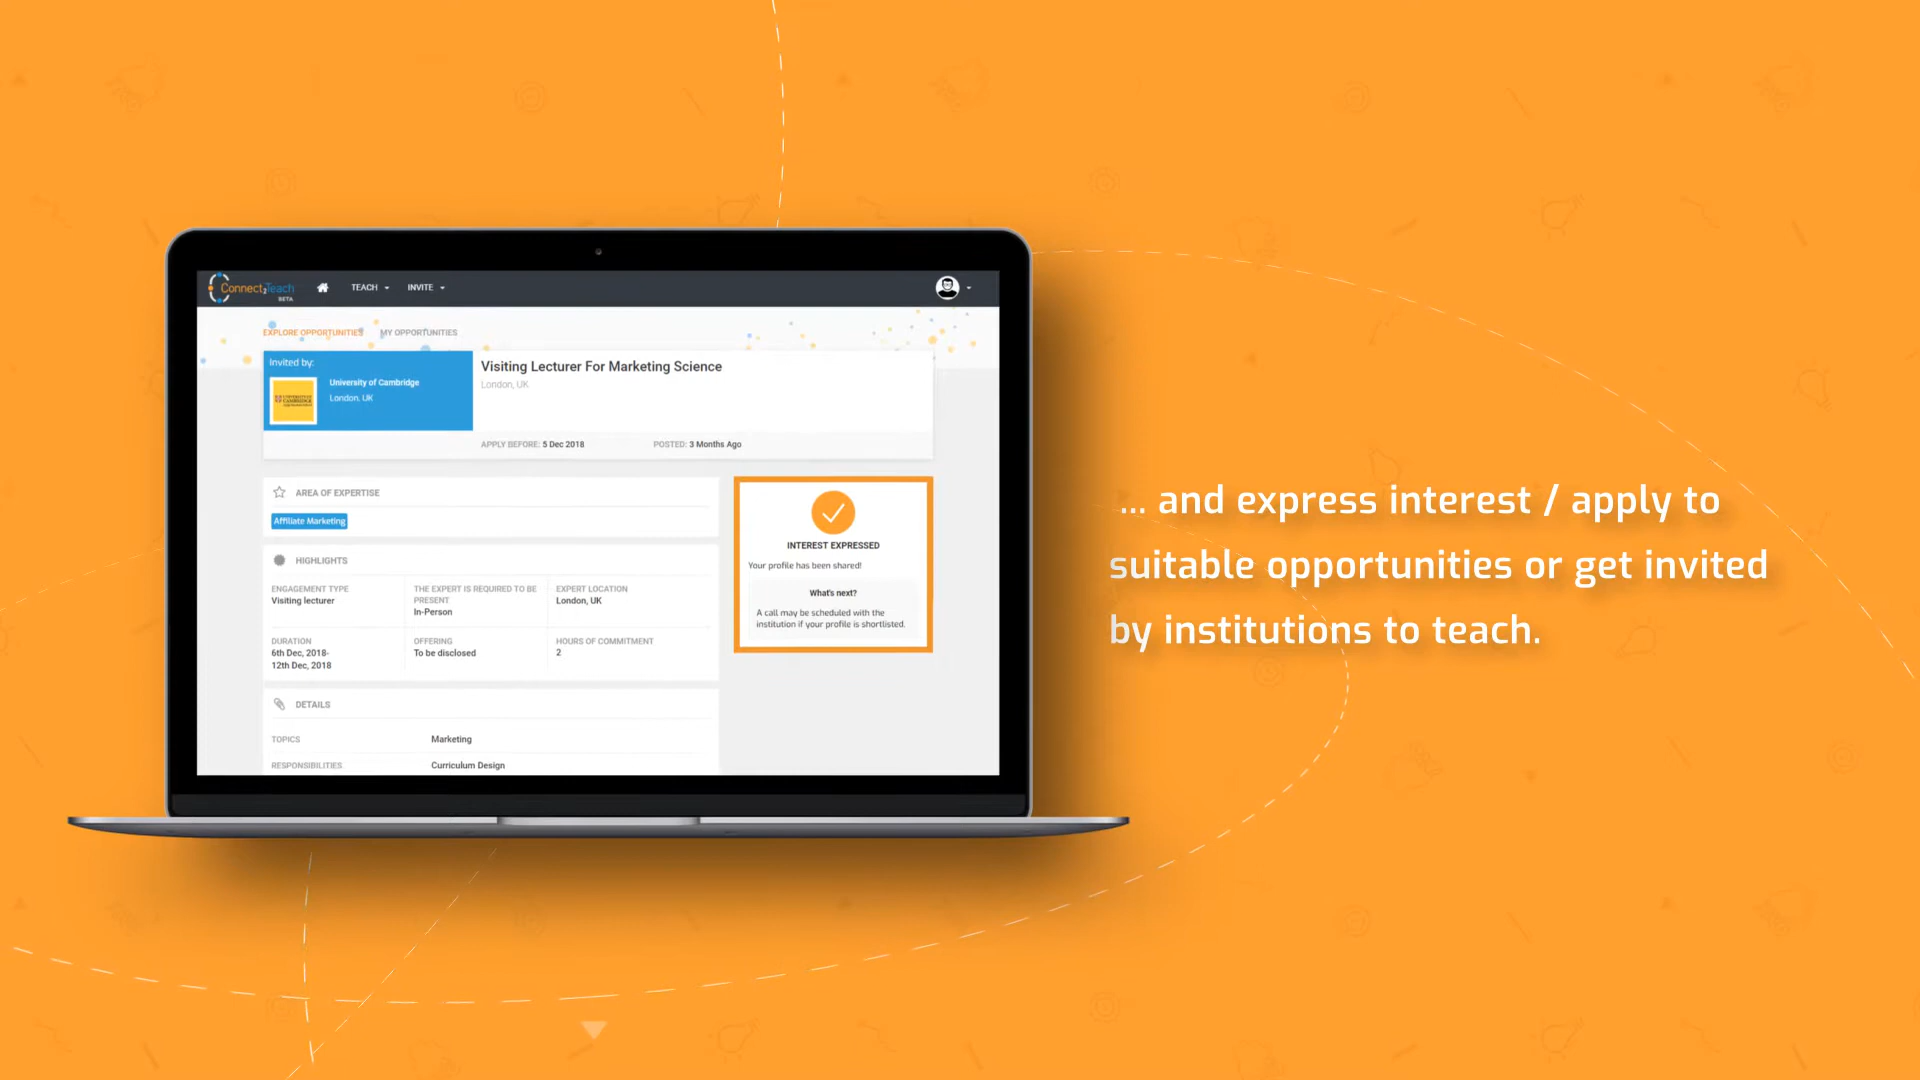 Connect2Teach
BETA
TEACH
INVITE
EXPLORE OPPORTUNITIES
MY OPPORTUNITIES
Invited by:
University of Cambridge
London, UK
Visiting Lecturer For Marketing Science
London, UK
APPLY BEFORE: 5 Dec 2018
POSTED: 3 Months Ago
AREA OF EXPERTISE
Affiliate Marketing
HIGHLIGHTS
ENGAGEMENT TYPE
Visiting lecturer
THE EXPERT IS REQUIRED TO BE
PRESENT
In-Person
EXPERT LOCATION
London, UK
DURATION
6th Dec, 2018-
12th Dec, 2018
OFFERING
To be disclosed
HOURS OF COMMITMENT
2
DETAILS
TOPICS
Marketing
RESPONSIBILITIES
Curriculum Design
INTEREST EXPRESSED
Your profile has been shared!
What's next?
A call may be scheduled with the
institution if your profile is shortlisted.
... and express interest / apply to
suitable opportunities or get invited
by institutions to teach.